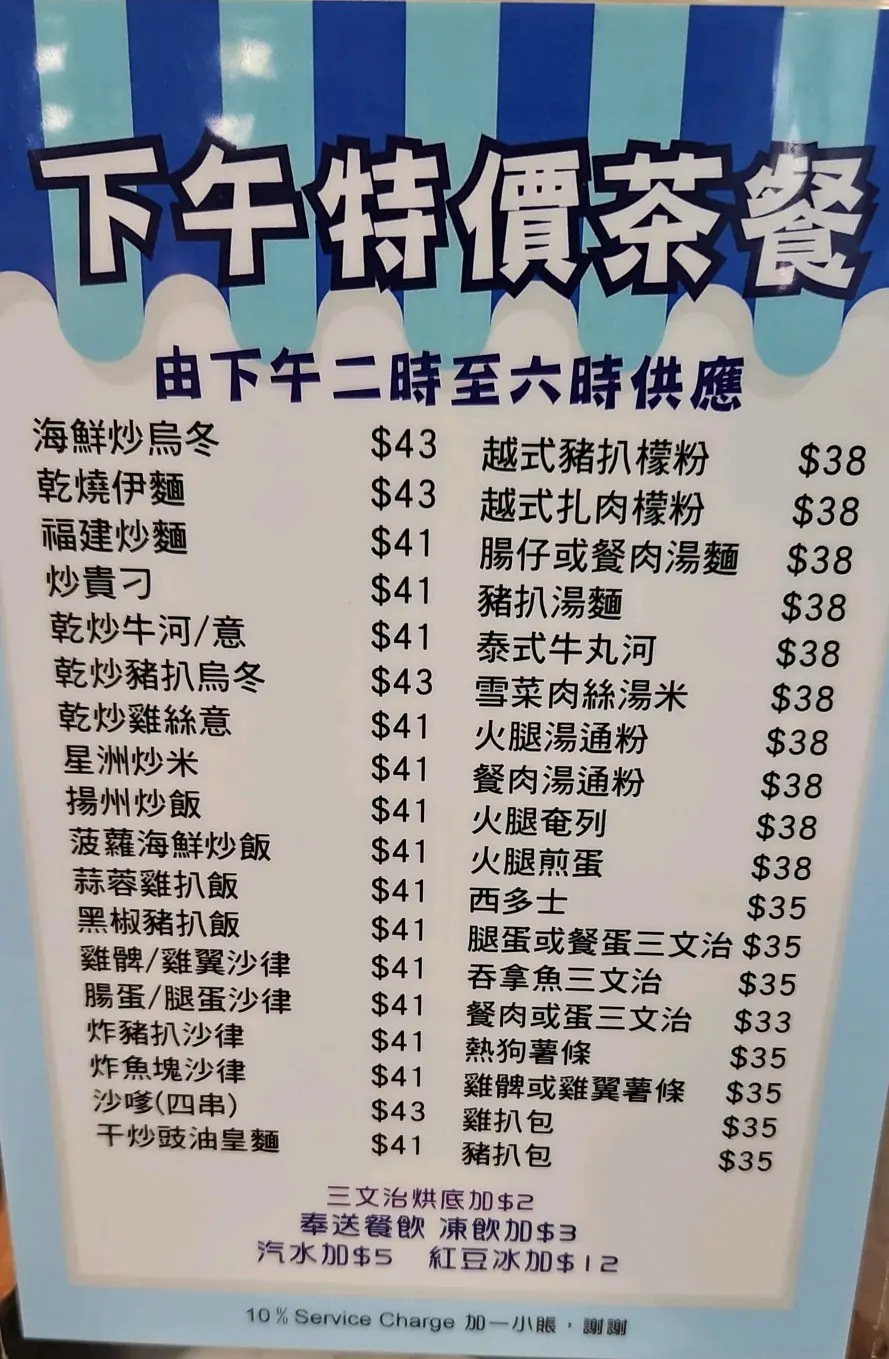 下午特價茶餐
由下午二時至六時供應
海鮮炒烏冬 $43
乾燒伊麵 $43
福建炒麵 $41
炒貴刁 $41
乾炒牛河/意 $41
乾炒豬扒烏冬 $43
乾炒雞絲意 $41
星洲炒米 $41
揚州炒飯 $41
菠蘿海鮮炒飯 $41
蒜蓉雞扒飯 $41
黑椒豬扒飯 $41
雞髀/雞翼沙律 $41
腸蛋/腿蛋沙律 $41
炸豬扒沙律 $41
炸魚塊沙律 $41
沙嗲(四串) $43
干炒豉油皇麵 $41
越式豬扒檬粉 $38
越式扎肉檬粉 $38
腸仔或餐肉湯麵 $38
豬扒湯麵 $38
泰式牛丸河 $38
雪菜肉絲湯米 $38
火腿湯通粉 $38
餐肉湯通粉 $38
火腿奄列 $38
火腿煎蛋 $38
西多士 $35
腿蛋或餐蛋三文治 $35
吞拿魚三文治 $35
餐肉或蛋三文治 $33
熱狗薯條 $35
雞髀或雞翼薯條 $35
雞扒包 $35
豬扒包 $35
三文治烘底加$2
奉送餐飲 凍飲加$3
汽水加$5 紅豆冰加$12
10% Service Charge 加一小賬，謝謝